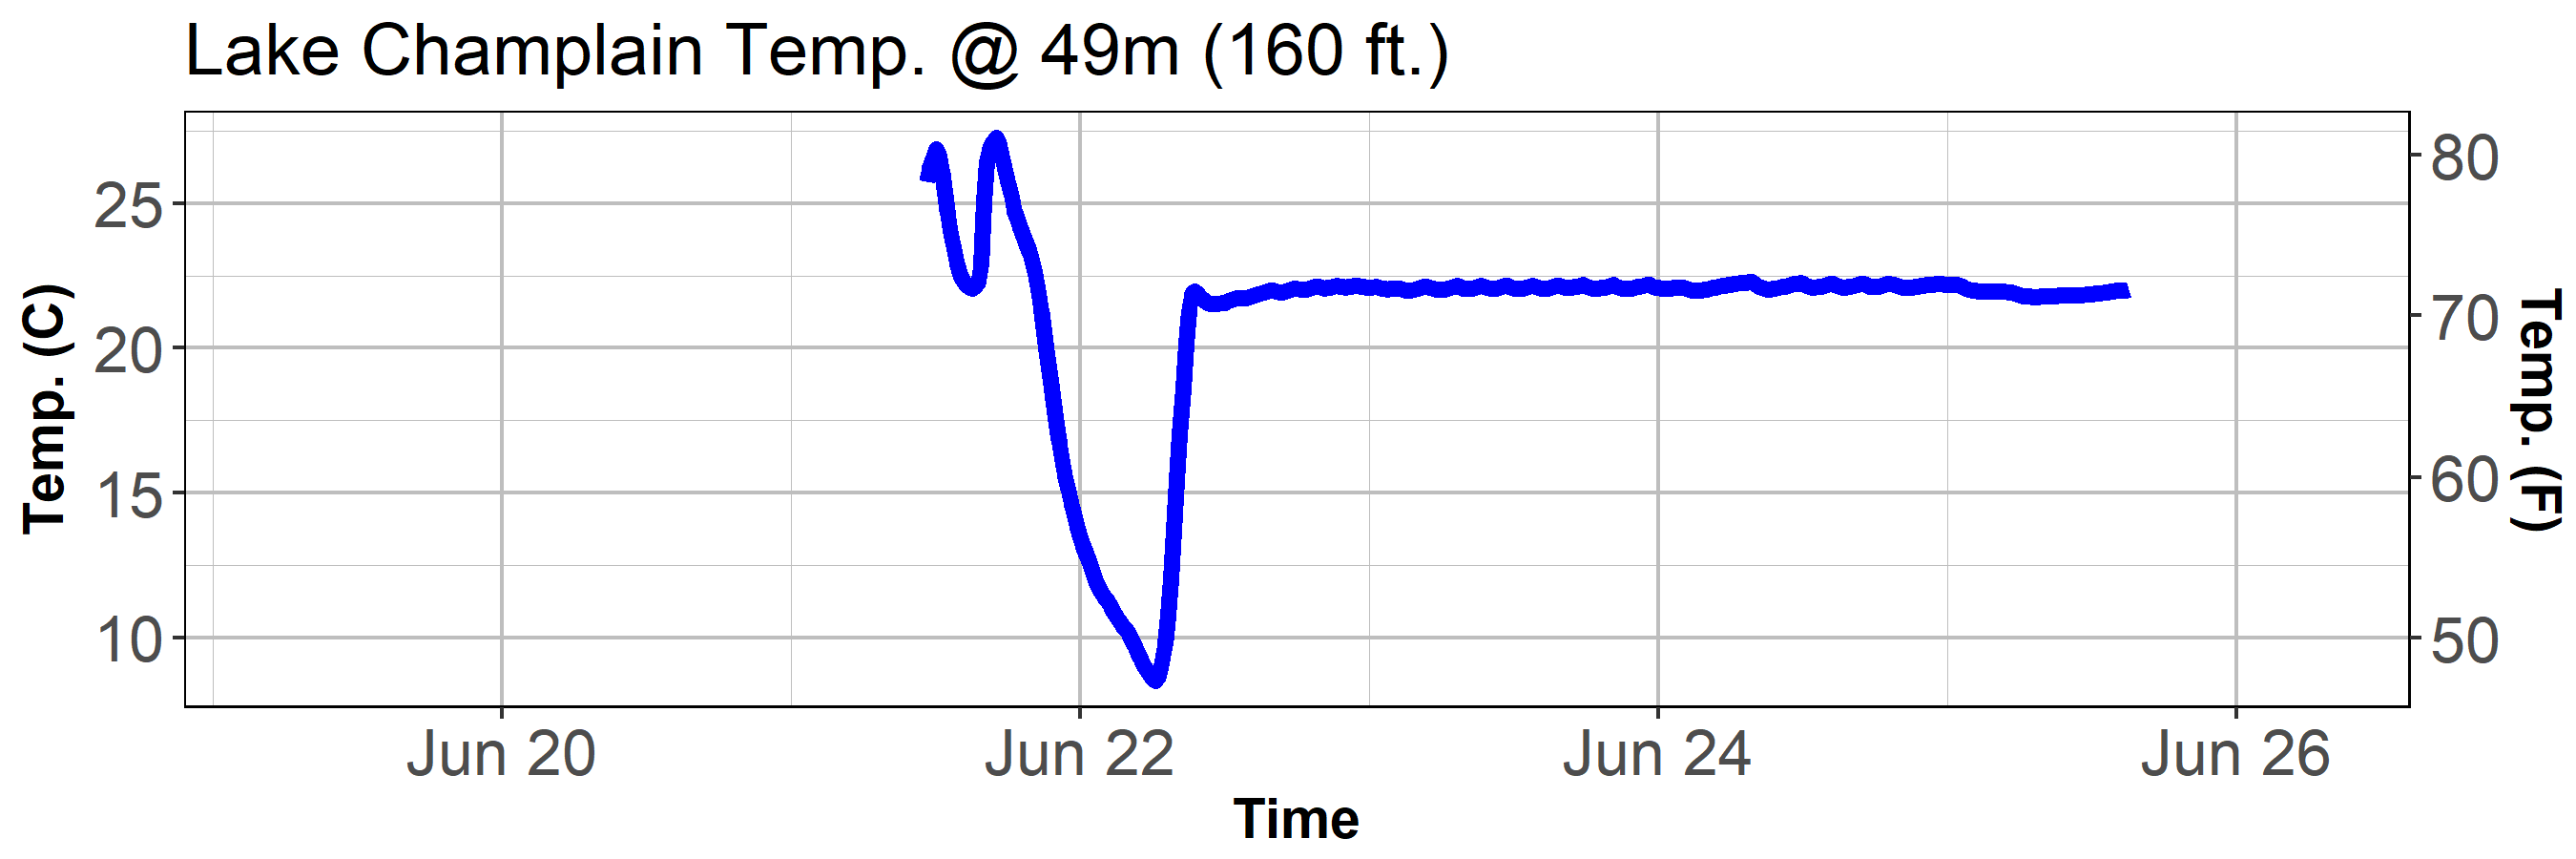 Lake Champlain Temp. @ 49m (160 ft.)
Temp. (C)
25
20
15
10
80
70
60
50
Temp. (F)
Jun 20 Jun 22 Jun 24 Jun 26
Time